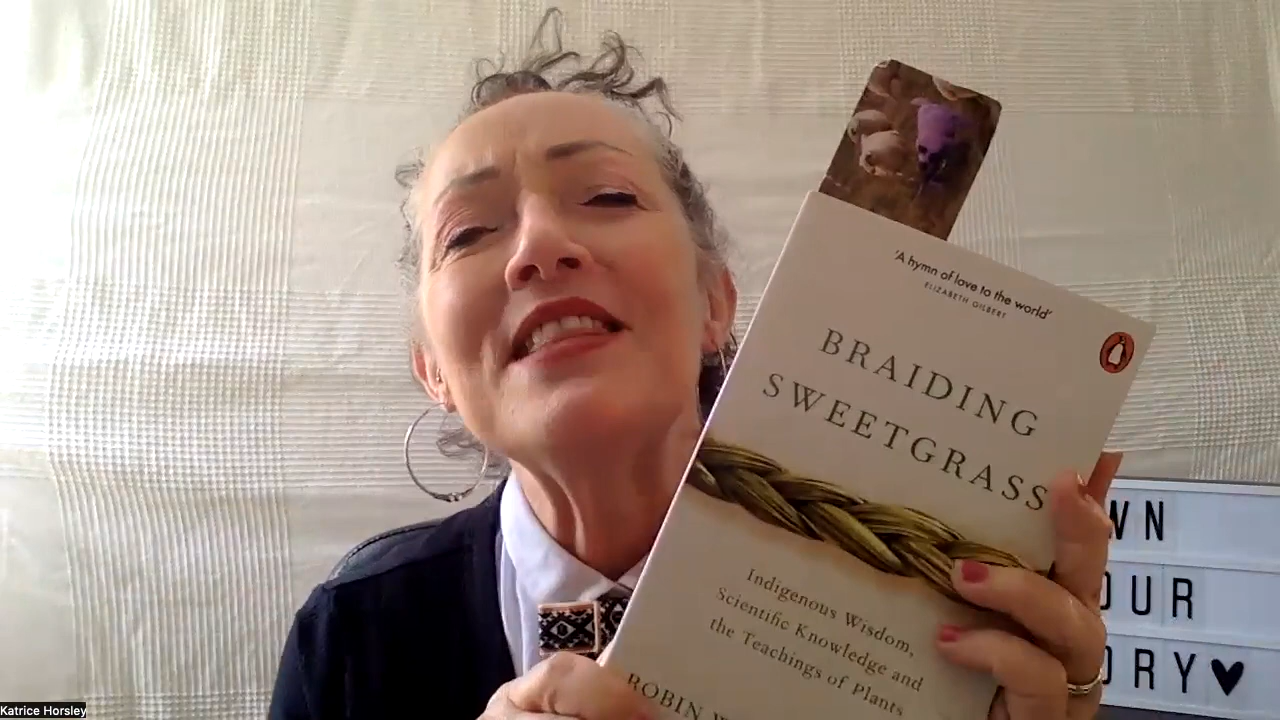 'A hymn of love to the world'
ELIZABETH GILBERT
BRAIDING
SWEETGRASS
Indigenous Wisdom,
Scientific Knowledge and
the Teachings of Plants
ROBIN
WN
OUR
ORY♥
Katrice Horsley